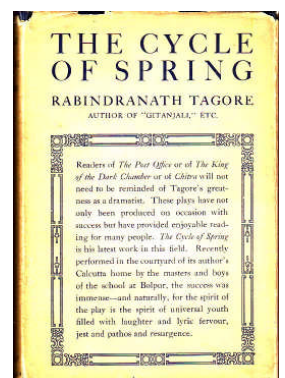 THE CYCLE
OF SPRING
RABINDRANATH TAGORE
AUTHOR OF "GITANJALI," ETC.
Readers of The Post Office or of The King
of the Dark Chamber or of Chitra will not
need to be reminded of Tagore's great-
ness as a dramatist. These plays have not
only been produced on occasion with
success but have provided enjoyable read-
ing for many people. The Cycle of Spring
is his latest work in this field. Recently
performed in the courtyard of its author's
Calcutta home by the masters and boys
of the school at Bolpur, the success was
immense—and naturally, for the spirit of
the play is the spirit of universal youth
filled with laughter and lyric fervour,
jest and pathos and resurgence.